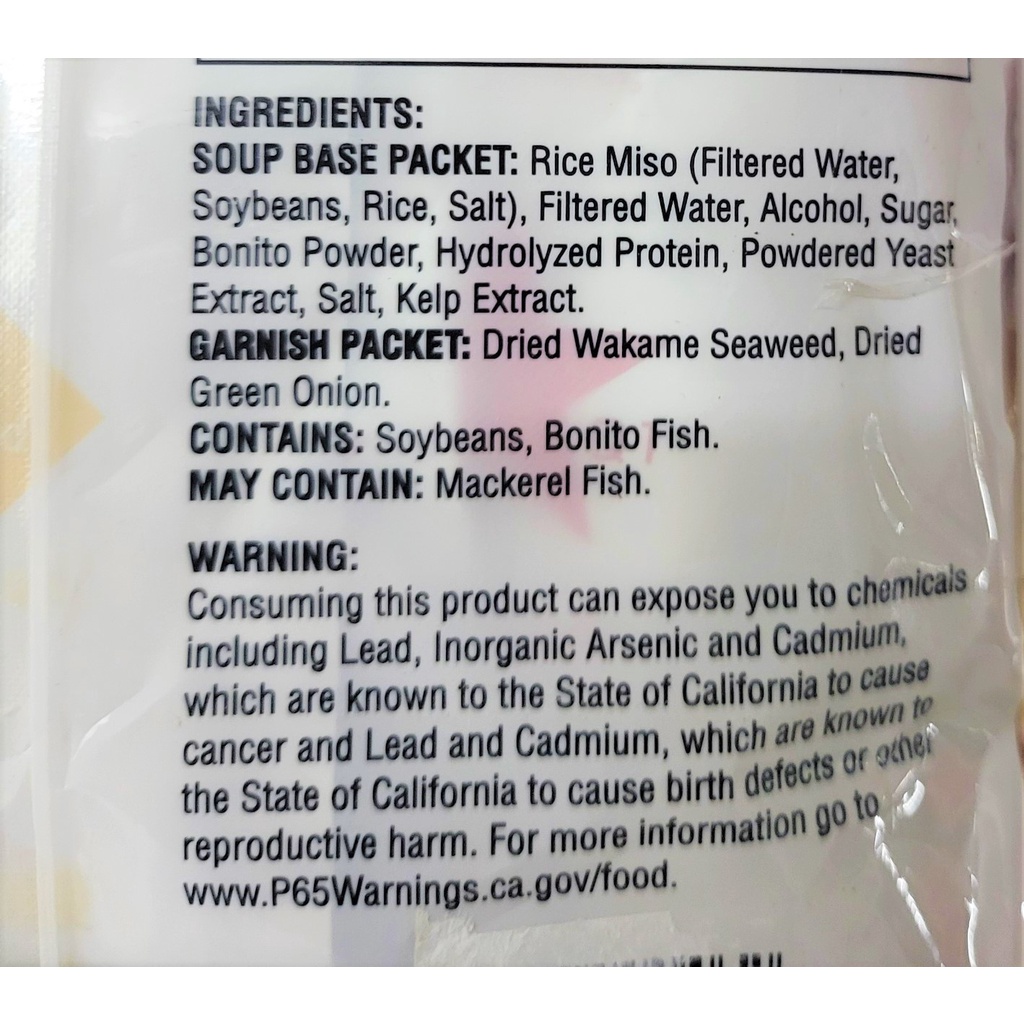 INGREDIENTS:
SOUP BASE PACKET: Rice Miso (Filtered Water,
Soybeans, Rice, Salt), Filtered Water, Alcohol, Sugar,
Bonito Powder, Hydrolyzed Protein, Powdered Yeast
Extract, Salt, Kelp Extract.
GARNISH PACKET: Dried Wakame Seaweed, Dried
Green Onion.
CONTAINS: Soybeans, Bonito Fish.
MAY CONTAIN: Mackerel Fish.
WARNING:
Consuming this product can expose you to chemicals
including Lead, Inorganic Arsenic and Cadmium,
which are known to the State of California to cause
cancer and Lead and Cadmium, which are known to
the State of California to cause birth defects or other
reproductive harm. For more information go to
www.P65Warnings.ca.gov/food.